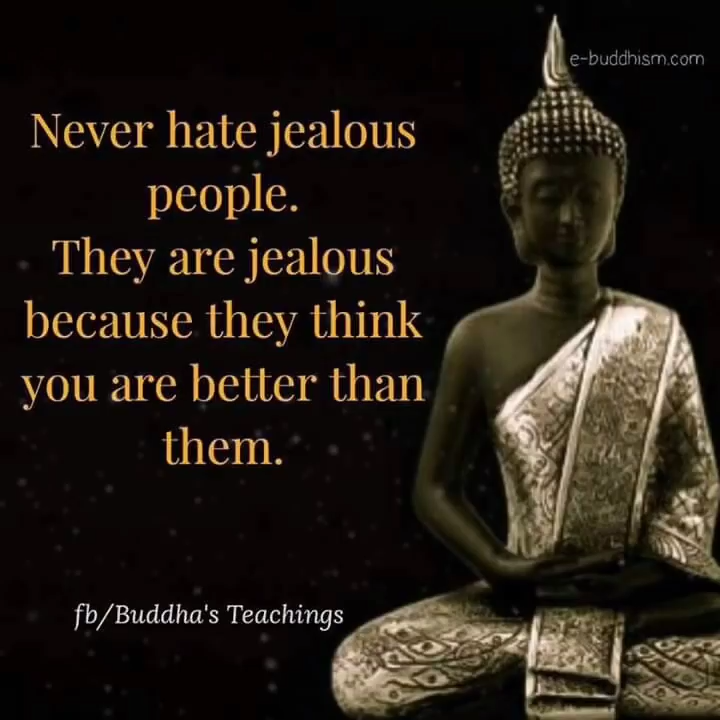 e-buddhism.com
Never hate jealous
people.
They are jealous
because they think
you are better than
them.
fb/Buddha's Teachings